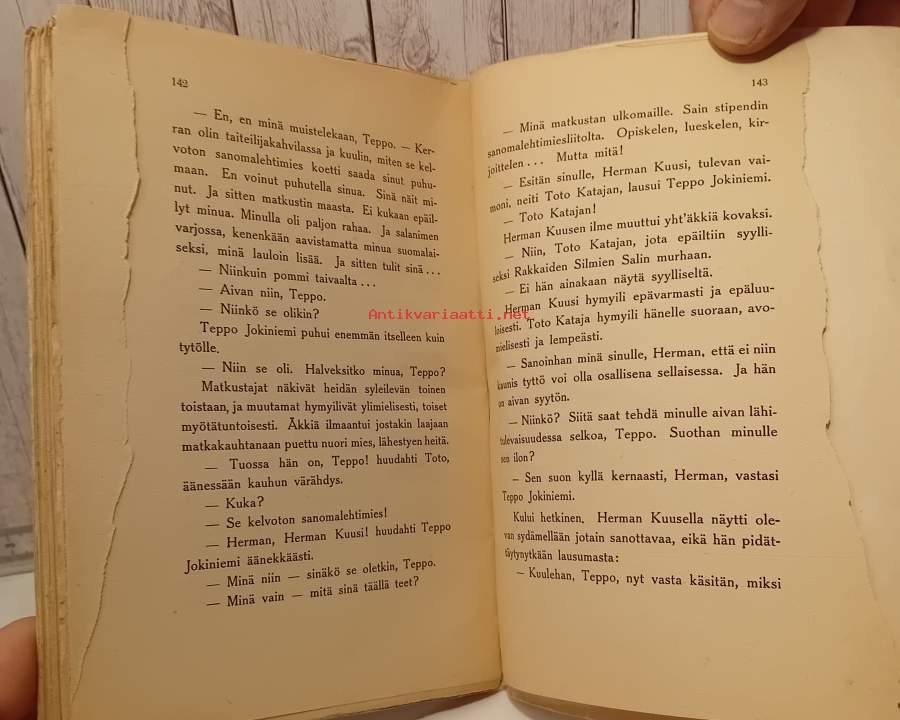 142
— En, en minä muistelekaan, Teppo. — Ker-
ran olin taiteilijakahvilassa ja kuulin, miten se kel-
voton sanomalehtimies koetti saada sinut puhu-
maan. En voinut puhutella sinua. Sinä näit mi-
nut. Ja sitten matkustin maasta. Ei kukaan epäil-
lyt minua. Minulla oli paljon rahaa. Ja salanimen
varjossa, kenenkään aavistamatta minua suomalai-
seksi, minä lauloin lisää. Ja sitten tulit sinä . . .
— Niinkuin pommi taivaalta . . .
— Aivan niin, Teppo.
— Niinkö se olikin?
Teppo Jokiniemi puhui enemmän itselleen kuin
tytölle.
— Niin se oli. Halveksitko minua, Teppo?
Matkustajat näkivät heidän syleilevän toinen
toistaan, ja muutamat hymyilivät ylimielisesti, toiset
myötätuntoisesti. Äkkiä ilmaantui jostakin laajaan
matkakauhtanaan puettu nuori mies, lähestyen heitä.
— Tuossa hän on, Teppo! huudahti Toto,
äänessään kauhun värähdys.
— Kuka?
— Se kelvoton sanomalehtimies!
— Herman, Herman Kuusi! huudahti Teppo
Jokiniemi äänekkäästi.
— Minä niin — sinäkö se oletkin, Teppo.
— Minä vain — mitä sinä täällä teet?
143
— Minä matkustan ulkomaille. Sain stipendin
sanomalehtimiesliitolta. Opiskelen, lueskelen, kir-
joittelen . . . Mutta mitä!
— Esitän sinulle, Herman Kuusi, tulevan vai-
moni, neiti Toto Katajan, lausui Teppo Jokiniemi.
— Toto Katajan!
Herman Kuusen ilme muuttui yht'äkkiä kovaksi.
— Niin, Toto Katajan, jota epäiltiin syylli-
seksi Rakkaiden Silmien Salin murhaan.
— Ei hän ainakaan näytä syylliseltä.
Herman Kuusi hymyili epävarmasti ja epäluu-
loisesti. Toto Kataja hymyili hänelle suoraan, avo-
mielisesti ja lempeästi.
— Sanoinhan minä sinulle, Herman, että ei niin
kaunis tyttö voi olla osallisena sellaisessa. Ja hän
on aivan syytön.
— Niinkö? Siitä saat tehdä minulle aivan lähi-
tulevaisuudessa selkoa, Teppo. Suothan minulle
sen ilon?
— Sen suon kyllä kernaasti, Herman, vastasi
Teppo Jokiniemi.
Kului hetkinen. Herman Kuusella näytti ole-
van sydämellään jotain sanottavaa, eikä hän pidät-
täytynytkään lausumasta:
— Kuulehan, Teppo, nyt vasta käsitän, miksi
Antikvariaatti.net